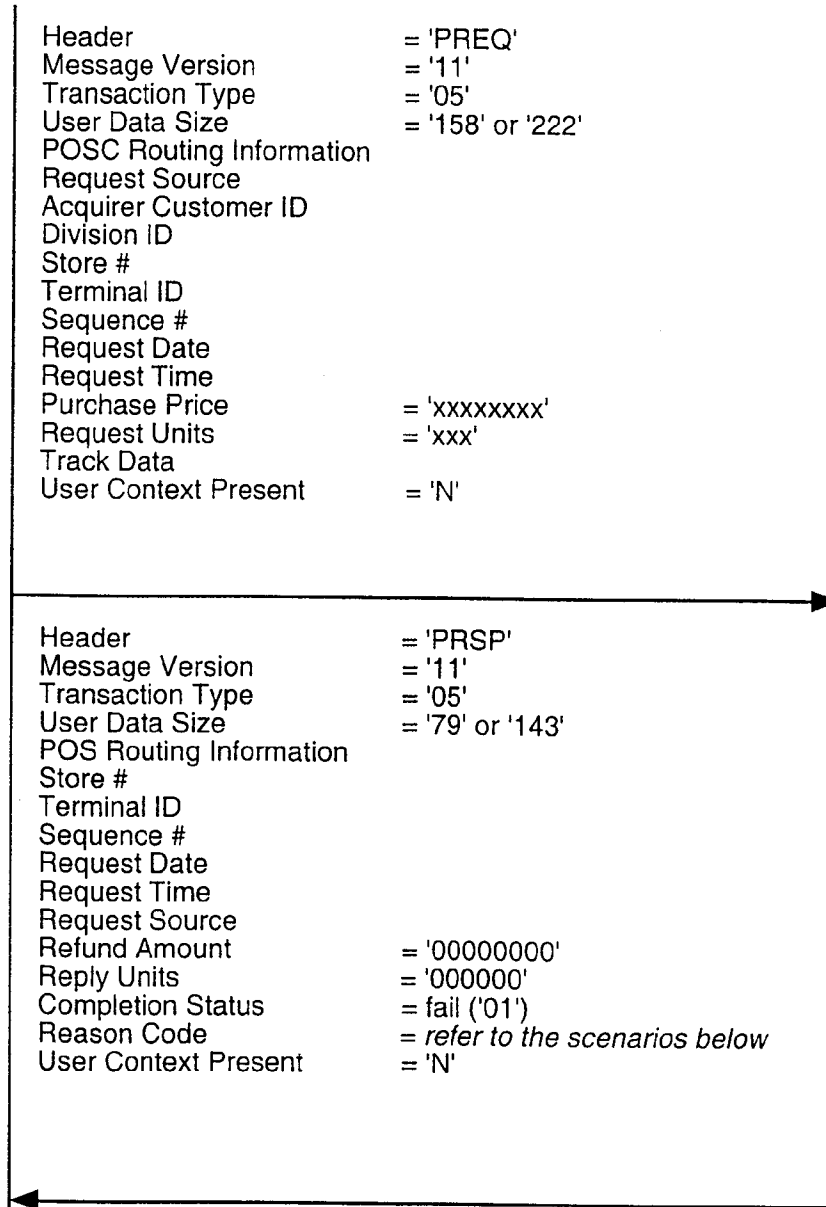 Header = 'PREQ'
Message Version = '11'
Transaction Type = '05'
User Data Size = '158' or '222'
POSC Routing Information
Request Source
Acquirer Customer ID
Division ID
Store #
Terminal ID
Sequence #
Request Date
Request Time
Purchase Price = 'xxxxxxxx'
Request Units = 'xxx'
Track Data
User Context Present = 'N'
Header = 'PRSP'
Message Version = '11'
Transaction Type = '05'
User Data Size = '79' or '143'
POS Routing Information
Store #
Terminal ID
Sequence #
Request Date
Request Time
Request Source
Refund Amount = '00000000'
Reply Units = '000000'
Completion Status = fail ('01')
Reason Code = refer to the scenarios below
User Context Present = 'N'